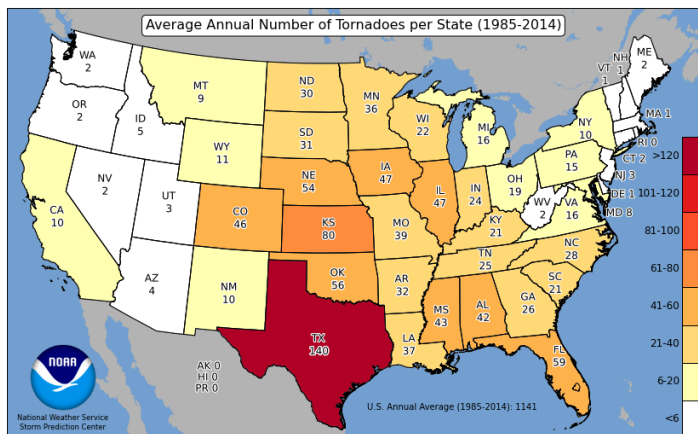 Average Annual Number of Tornadoes per State (1985-2014)
WA
2
OR
2
ID
5
MT
9
ND
30
MN
36
WI
22
MI
16
NY
10
VT
1
NH
1
ME
2
MA 1
RI 0
CT 2
NJ 3
DE 1
MD 8
PA
15
OH
19
WV
2
VA
16
IN
24
IL
47
IA
47
SD
31
WY
11
NE
54
NV
2
UT
3
CO
46
KS
80
MO
39
KY
21
CA
10
AZ
4
NM
10
OK
56
AR
32
TN
25
NC
28
SC
21
GA
26
AL
42
MS
43
LA
37
TX
140
FL
59
AK 0
HI 0
PR 0
>120
101-120
81-100
61-80
41-60
21-40
6-20
<6
NOAA
National Weather Service
Storm Prediction Center
U.S. Annual Average (1985-2014): 1141